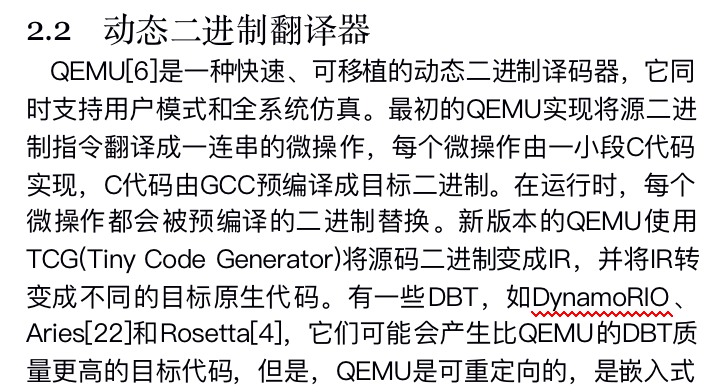 2.2 动态二进制翻译器
QEMU[6]是一种快速、可移植的动态二进制译码器，它同
时支持用户模式和全系统仿真。最初的QEMU实现将源二进
制指令翻译成一连串的微操作，每个微操作由一小段C代码
实现，C代码由GCC预编译成目标二进制。在运行时，每个
微操作都会被预编译的二进制替换。新版本的QEMU使用
TCG(Tiny Code Generator)将源码二进制变成IR，并将IR转
变成不同的目标原生代码。有一些DBT，如DynamoRIO、
Aries[22]和Rosetta[4]，它们可能会产生比QEMU的DBT质
量更高的目标代码，但是，QEMU是可重定向的，是嵌入式